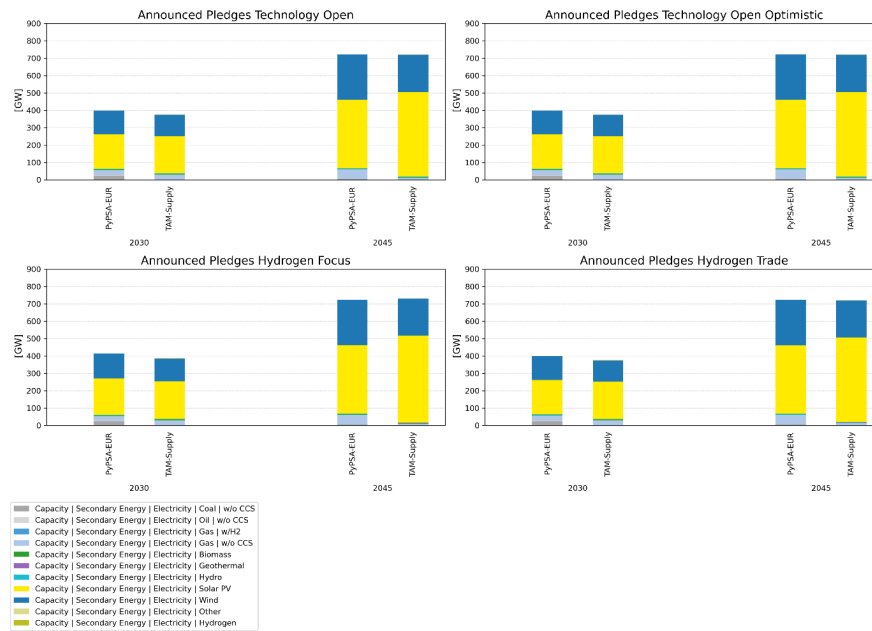 Announced Pledges Technology Open
900
800
700
600
500
400
300
200
100
0
[GW]
PyPSA-EUR
TAM-Supply
PyPSA-EUR
TAM-Supply
2030
2045
Announced Pledges Technology Open Optimistic
900
800
700
600
500
400
300
200
100
0
[GW]
PyPSA-EUR
TAM-Supply
PyPSA-EUR
TAM-Supply
2030
2045
Announced Pledges Hydrogen Focus
900
800
700
600
500
400
300
200
100
0
[GW]
PyPSA-EUR
TAM-Supply
PyPSA-EUR
TAM-Supply
2030
2045
Announced Pledges Hydrogen Trade
900
800
700
600
500
400
300
200
100
0
[GW]
PyPSA-EUR
TAM-Supply
PyPSA-EUR
TAM-Supply
2030
2045
Capacity | Secondary Energy | Electricity | Coal | w/o CCS
Capacity | Secondary Energy | Electricity | Oil | w/o CCS
Capacity | Secondary Energy | Electricity | Gas | w/H2
Capacity | Secondary Energy | Electricity | Gas | w/o CCS
Capacity | Secondary Energy | Electricity | Biomass
Capacity | Secondary Energy | Electricity | Geothermal
Capacity | Secondary Energy | Electricity | Hydro
Capacity | Secondary Energy | Electricity | Solar PV
Capacity | Secondary Energy | Electricity | Wind
Capacity | Secondary Energy | Electricity | Other
Capacity | Secondary Energy | Electricity | Hydrogen